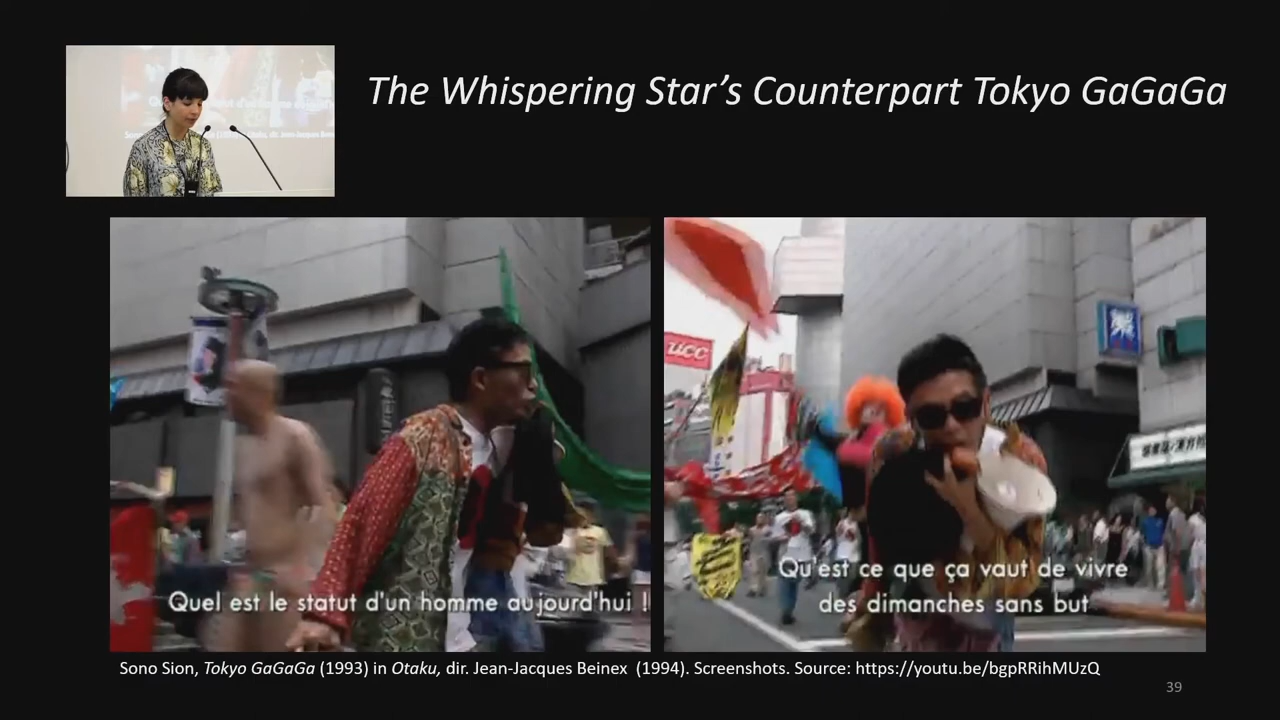 The Whispering Star's Counterpart Tokyo GaGaGa
ucc
薬
Quel est le statut d'un homme aujourd'hui !
Qu'est ce que ça vaut de vivre
des dimanches sans but
Sono Sion, Tokyo GaGaGa (1993) in Otaku, dir. Jean-Jacques Beinex (1994). Screenshots. Source: https://youtu.be/bgpRRihMUzQ
39